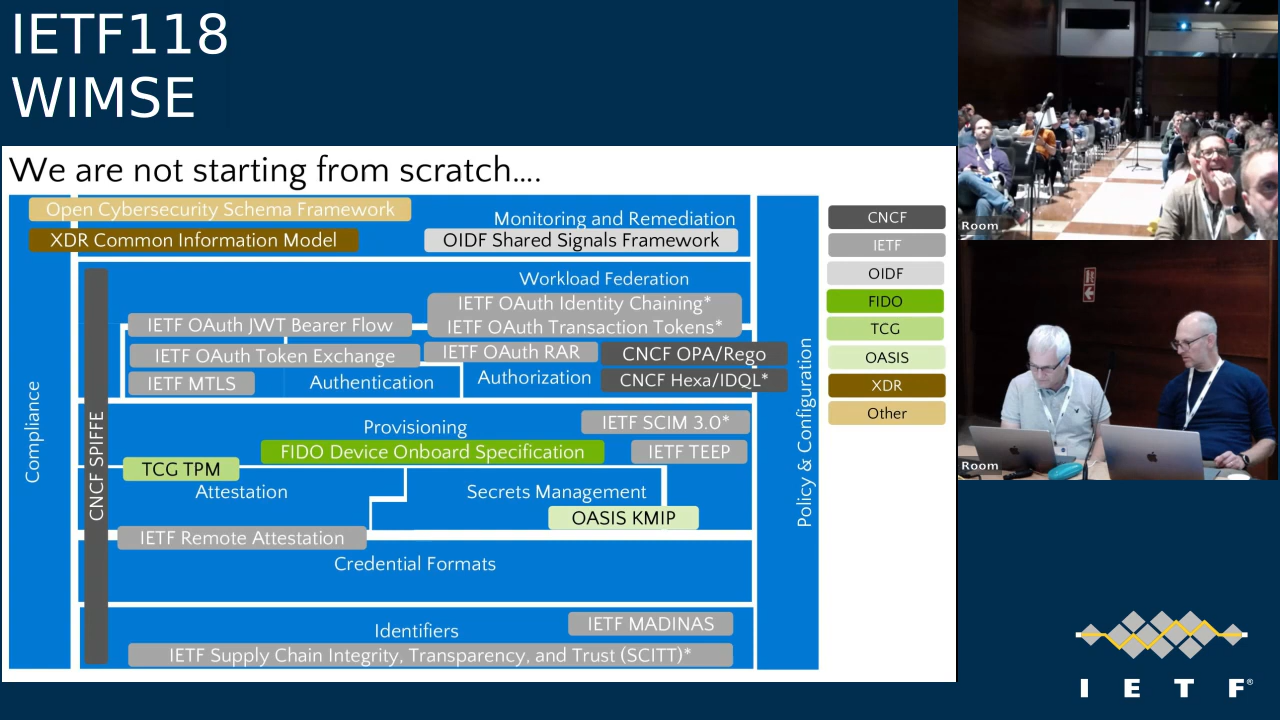 IETF118
WIMSE
We are not starting from scratch....
Open Cybersecurity Schema Framework
Monitoring and Remediation
XDR Common Information Model
OIDF Shared Signals Framework
Workload Federation
IETF OAuth Identity Chaining*
IETF OAuth JWT Bearer Flow
IETF OAuth Transaction Tokens*
IETF OAuth Token Exchange
IETF OAuth RAR
CNCF OPA/Rego
IETF MTLS
Authentication
Authorization
CNCF Hexa/IDQL*
Compliance
CNCF SPIFFE
Policy & Configuration
Provisioning
IETF SCIM 3.0*
FIDO Device Onboard Specification
IETF TEEP
TCG TPM
Attestation
Secrets Management
OASIS KMIP
IETF Remote Attestation
Credential Formats
Identifiers
IETF MADINAS
IETF Supply Chain Integrity, Transparency, and Trust (SCITT)*
CNCF
IETF
OIDF
FIDO
TCG
OASIS
XDR
Other
Room
Room
I E T F®